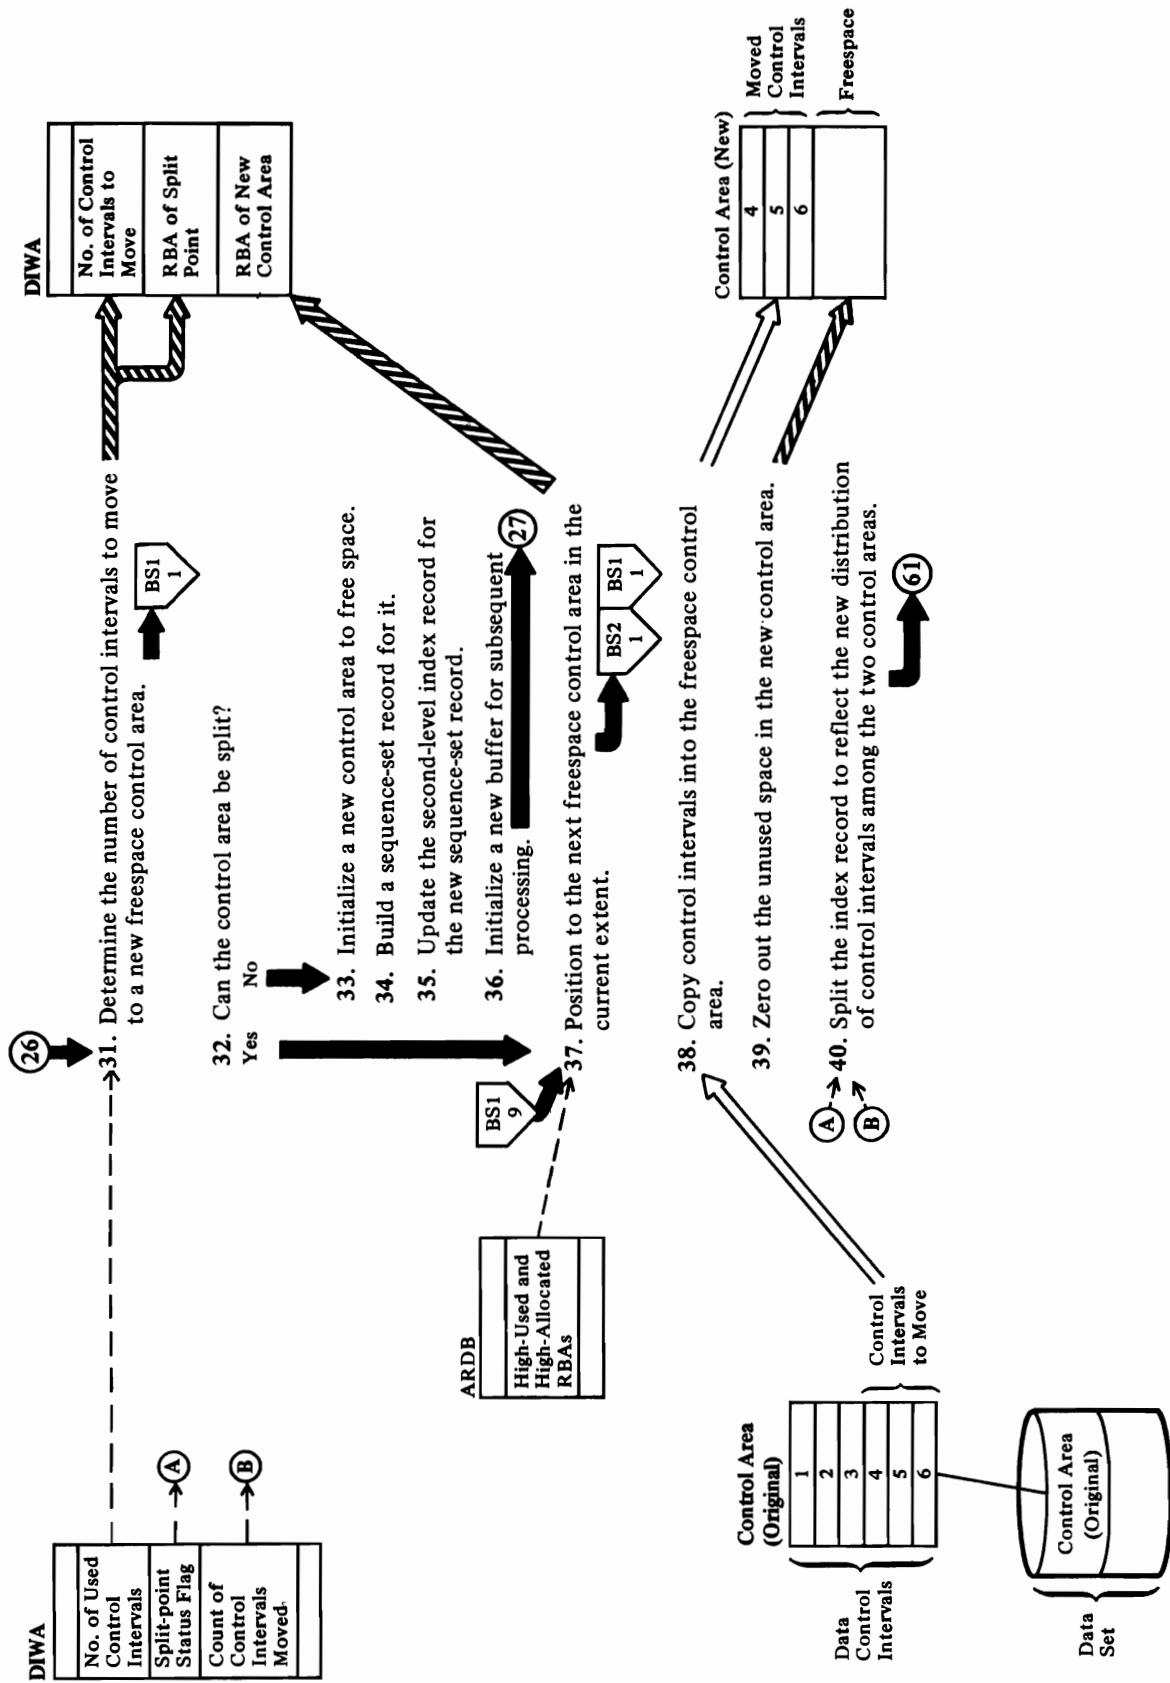 DIWA
No. of Used
Control
Intervals
Split-point
Status Flag
Count of
Control
Intervals
Moved
A
B
26
31. Determine the number of control intervals to move
to a new freespace control area.
BS1
1
DIWA
No. of Control
Intervals to
Move
RBA of Split
Point
RBA of New
Control Area
32. Can the control area be split?
Yes
No
33. Initialize a new control area to free space.
34. Build a sequence-set record for it.
35. Update the second-level index record for
the new sequence-set record.
36. Initialize a new buffer for subsequent
processing.
27
ARDB
High-Used and
High-Allocated
RBAs
BS1
9
37. Position to the next freespace control area in the
current extent.
BS2
1
BS1
1
38. Copy control intervals into the freespace control
area.
39. Zero out the unused space in the new control area.
A
B
40. Split the index record to reflect the new distribution
of control intervals among the two control areas.
61
Control Area
(Original)
1
2
3
4
5
6
Data
Control
Intervals
Control
Intervals
to Move
Control Area
(Original)
Data
Set
Control Area (New)
4
5
6
Moved
Control
Intervals
Freespace